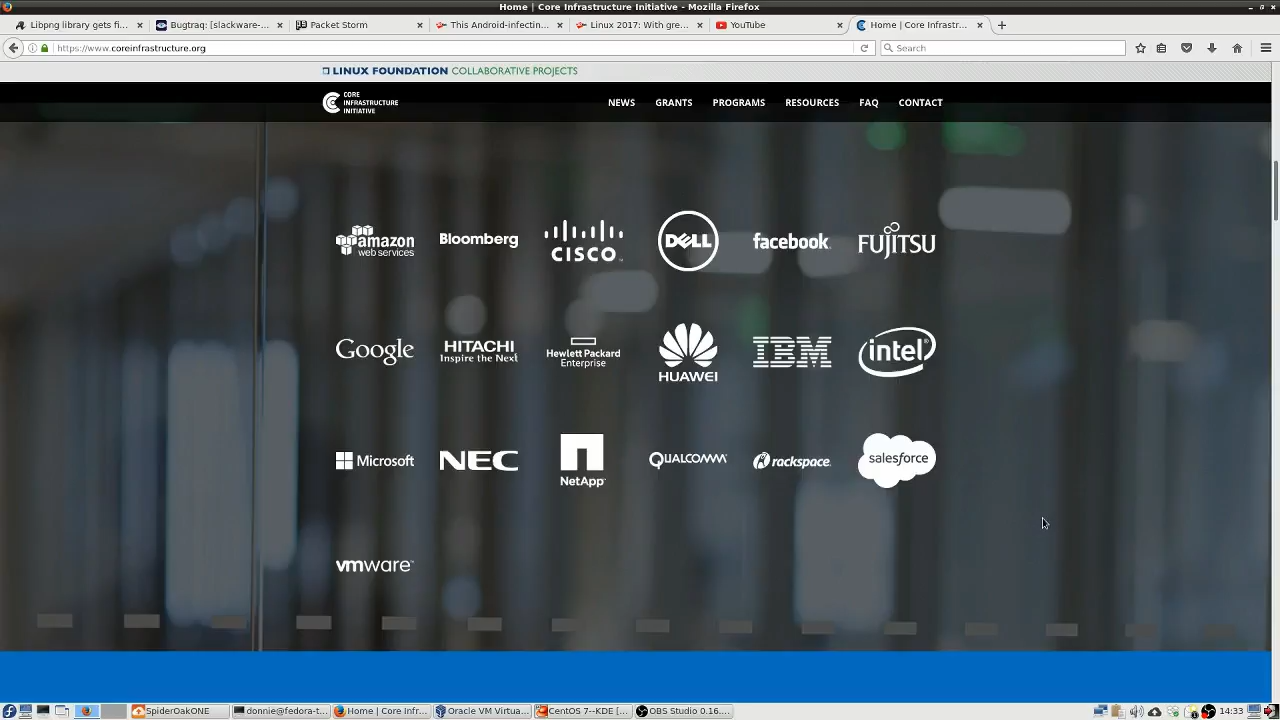 Home | Core Infrastructure Initiative - Mozilla Firefox
Libpng library gets fi...
Bugtraq: [slackware-...
Packet Storm
This Android-infectin...
Linux 2017: With gre...
YouTube
Home | Core Infrastr...
https://www.coreinfrastructure.org
Search
LINUX FOUNDATION COLLABORATIVE PROJECTS
CORE
INFRASTRUCTURE
INITIATIVE
NEWS GRANTS PROGRAMS RESOURCES FAQ CONTACT
amazon
web services
Bloomberg
CISCO
DELL
facebook
FUJITSU
Google
HITACHI
Inspire the Next
Hewlett Packard
Enterprise
HUAWEI
IBM
intel
Microsoft
NEC
NetApp
QUALCOMM
rackspace
salesforce
vmware
SpiderOakONE
donnie@fedora-t...
Home | Core Infr...
Oracle VM Virtua...
CentOS 7--KDE [...
OBS Studio 0.16....
14:33